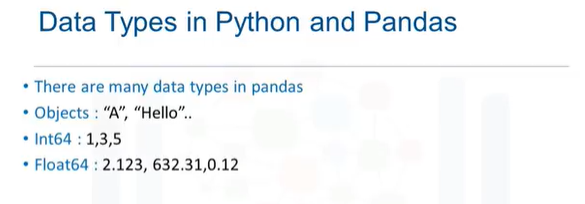 Data Types in Python and Pandas
• There are many data types in pandas
• Objects : “A”, “Hello”..
• Int64 : 1,3,5
• Float64 : 2.123, 632.31,0.12